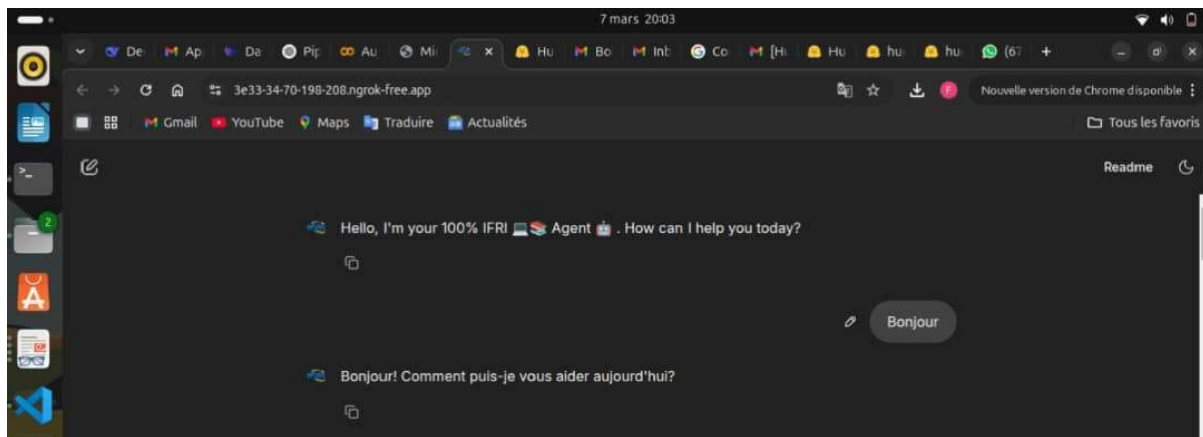 7 mars 20:03
De M Ap Da Pip Au Mi Hu Bo Inb Co [H Hu hu hu (67
3e33-34-70-198-208.ngrok-free.app Nouvelle version de Chrome disponible
Gmail YouTube Maps Traduire Actualités Tous les favoris
Readme
Hello, I'm your 100% IFRI 💻📚 Agent 🤖 . How can I help you today?
Bonjour
Bonjour! Comment puis-je vous aider aujourd'hui?
2